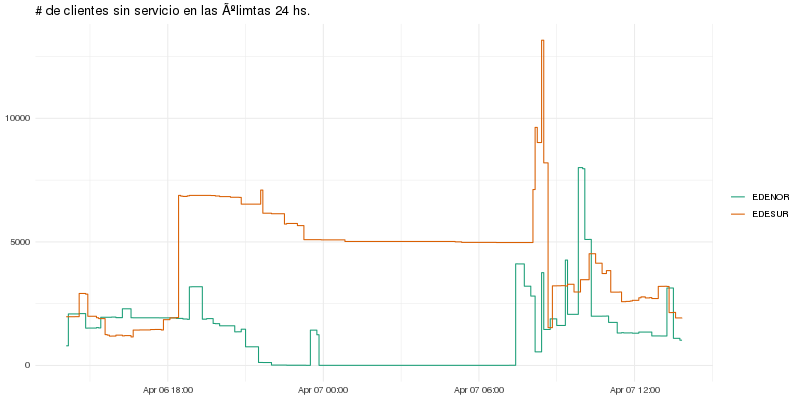 # de clientes sin servicio en las Ãºlimtas 24 hs.
10000
5000
0
Apr 06 18:00
Apr 07 00:00
Apr 07 06:00
Apr 07 12:00
EDENOR
EDESUR